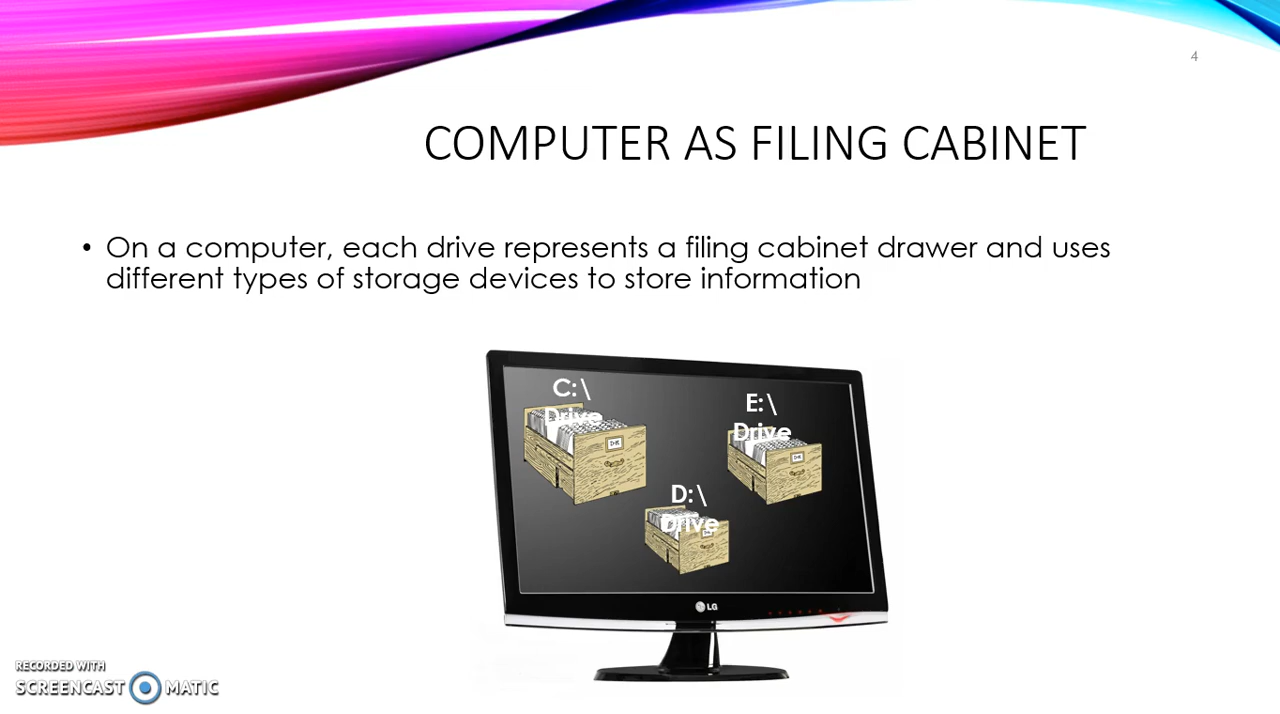 4
COMPUTER AS FILING CABINET
• On a computer, each drive represents a filing cabinet drawer and uses
different types of storage devices to store information
C:\
Drive
E:\
Drive
D:\
Drive
LG
RECORDED WITH
SCREENCAST MATIC